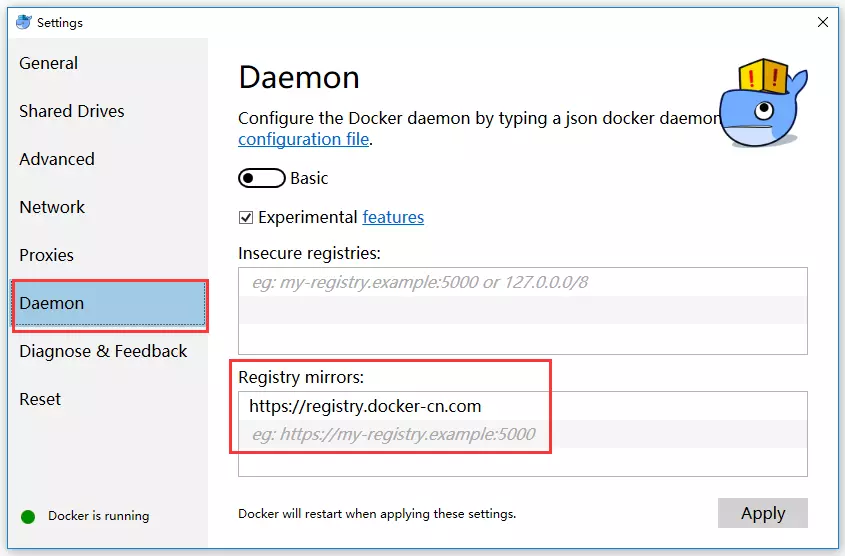 Settings
General
Shared Drives
Advanced
Network
Proxies
Daemon
Diagnose & Feedback
Reset
Docker is running
Daemon
Configure the Docker daemon by typing a json docker daemon
configuration file.
Basic
Experimental features
Insecure registries:
eg: my-registry.example:5000 or 127.0.0.0/8
Registry mirrors:
https://registry.docker-cn.com
eg: https://my-registry.example:5000
Docker will restart when applying these settings.
Apply